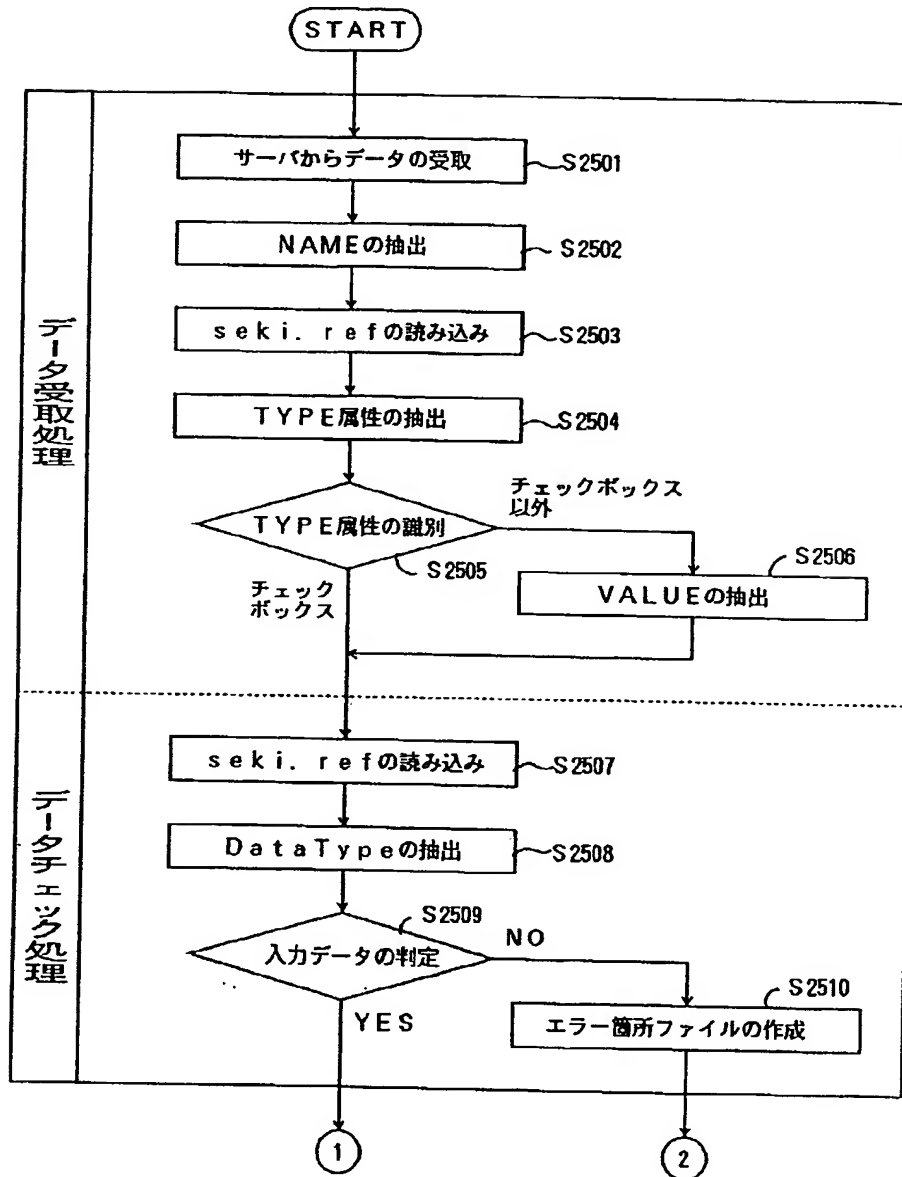 START
データ受取処理
サーバからデータの受取
S2501
NAMEの抽出
S2502
seki.refの読み込み
S2503
TYPE属性の抽出
S2504
TYPE属性の識別
S2505
チェックボックス
以外
S2506
VALUEの抽出
チェック
ボックス
データチェック処理
seki.refの読み込み
S2507
DataTypeの抽出
S2508
S2509
入力データの判定
NO
YES
S2510
エラー箇所ファイルの作成
1
2